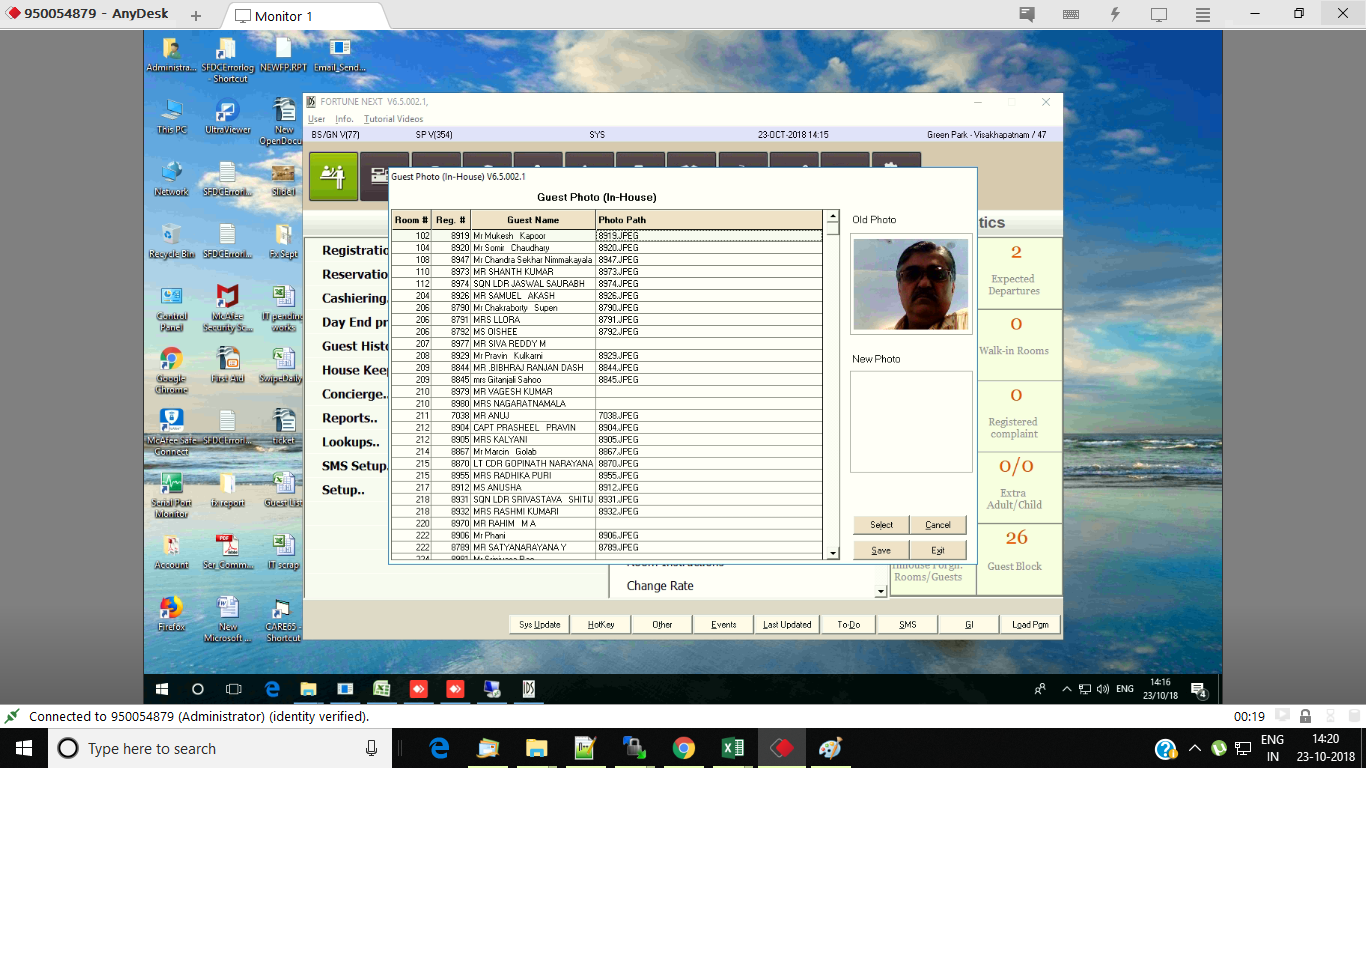 950054879 - AnyDesk
Monitor 1
Administra...
SFDCErrorlog - Shortcut
NEWFP.RPT
Email_Send...
This PC
UltraViewer
New OpenDocu
Network
SFDCErrorl...
Slide1
Recycle Bin
SFDCErrorl...
Fx Sept
Control Panel
McAfee Security Sc...
IT pending works
Google Chrome
First Aid
SwipeDaily
McAfee Safe Connect
SFDCErrorl...
ticket
Serial Port Monitor
fx report
Guest List
Account
Ser_Comm...
IT scrap
Firefox
New Microsoft ...
CARE65 - Shortcut
FORTUNE NEXT V6.5.002.1,
User Info. Tutorial Videos
BS/GN V(77) SP V(354) SYS 23-OCT-2018 14:15 Green Park - Visakhapatnam / 47
Registratio
Reservatio
Cashiering.
Day End pr
Guest Histo
House Keep
Concierge..
Reports..
Lookups..
SMS Setup.
Setup..
Guest Photo (In-House) V6.5.002.1
Guest Photo (In-House)
Room # Reg. # Guest Name Photo Path
102 8919 Mr Mukesh Kapoor 8919.JPEG
104 8920 Mr Somir Chaudhary 8920.JPEG
108 8947 Mr Chandra Sekhar Nimmakayala 8947.JPEG
110 8973 MR SHANTH KUMAR 8973.JPEG
112 8974 SQN LDR JASWAL SAURABH 8974.JPEG
204 8926 MR SAMUEL AKASH 8926.JPEG
206 8790 Mr Chakraborty Supen 8790.JPEG
206 8791 MRS LLORA 8791.JPEG
206 8792 MS OISHEE 8792.JPEG
207 8977 MR SIVA REDDY M
208 8929 Mr Pravin Kulkarni 8929.JPEG
209 8844 MR .BIBHRAJ RANJAN DASH 8844.JPEG
209 8845 mrs Gitanjali Sahoo 8845.JPEG
210 8979 MR VAGESH KUMAR
210 8980 MRS NAGARATNAMALA
211 7038 MR ANUJ 7038.JPEG
212 8904 CAPT PRASHEEL PRAVIN 8904.JPEG
212 8905 MRS KALYANI 8905.JPEG
214 8867 Mr Marcin Golab 8867.JPEG
215 8870 LT CDR GOPINATH NARAYANA 8870.JPEG
215 8955 MRS RADHIKA PURI 8955.JPEG
217 8912 MS ANUSHA 8912.JPEG
218 8931 SQN LDR SRIVASTAVA SHITIJ 8931.JPEG
218 8932 MRS RASHMI KUMARI 8932.JPEG
220 8970 MR RAHIM M A
222 8906 Mr Phani 8906.JPEG
222 8789 MR SATYANARAYANA Y 8789.JPEG
224 8981 Mr Srinivasa Rao
Old Photo
New Photo
Select Cancel
Save Exit
tics
2
Expected Departures
0
Walk-in Rooms
0
Registered complaint
0/0
Extra Adult/Child
26
Guest Block
Inhouse Forgn. Rooms/Guests
Room Instructions
Change Rate
Sys Update HotKey Other Events Last Updated To-Do SMS GI Load Pgm
ENG
14:16
23/10/18
4
Connected to 950054879 (Administrator) (identity verified).
00:19
Type here to search
ENG
IN
14:20
23-10-2018